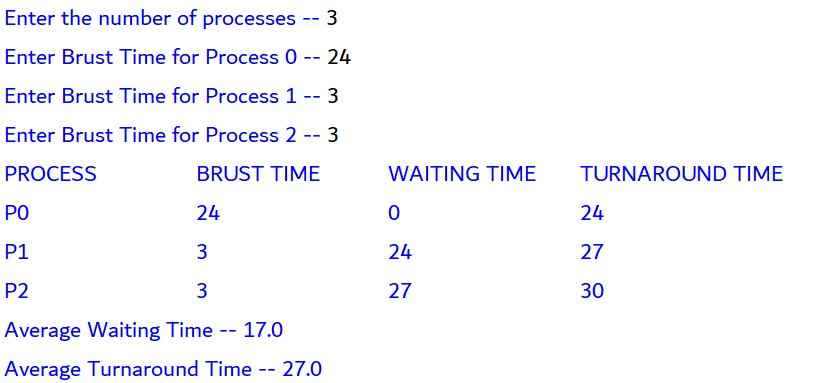 Enter the number of processes -- 3
Enter Brust Time for Process 0 -- 24
Enter Brust Time for Process 1 -- 3
Enter Brust Time for Process 2 -- 3
PROCESS BRUST TIME WAITING TIME TURNAROUND TIME
P0 24 0 24
P1 3 24 27
P2 3 27 30
Average Waiting Time -- 17.0
Average Turnaround Time -- 27.0